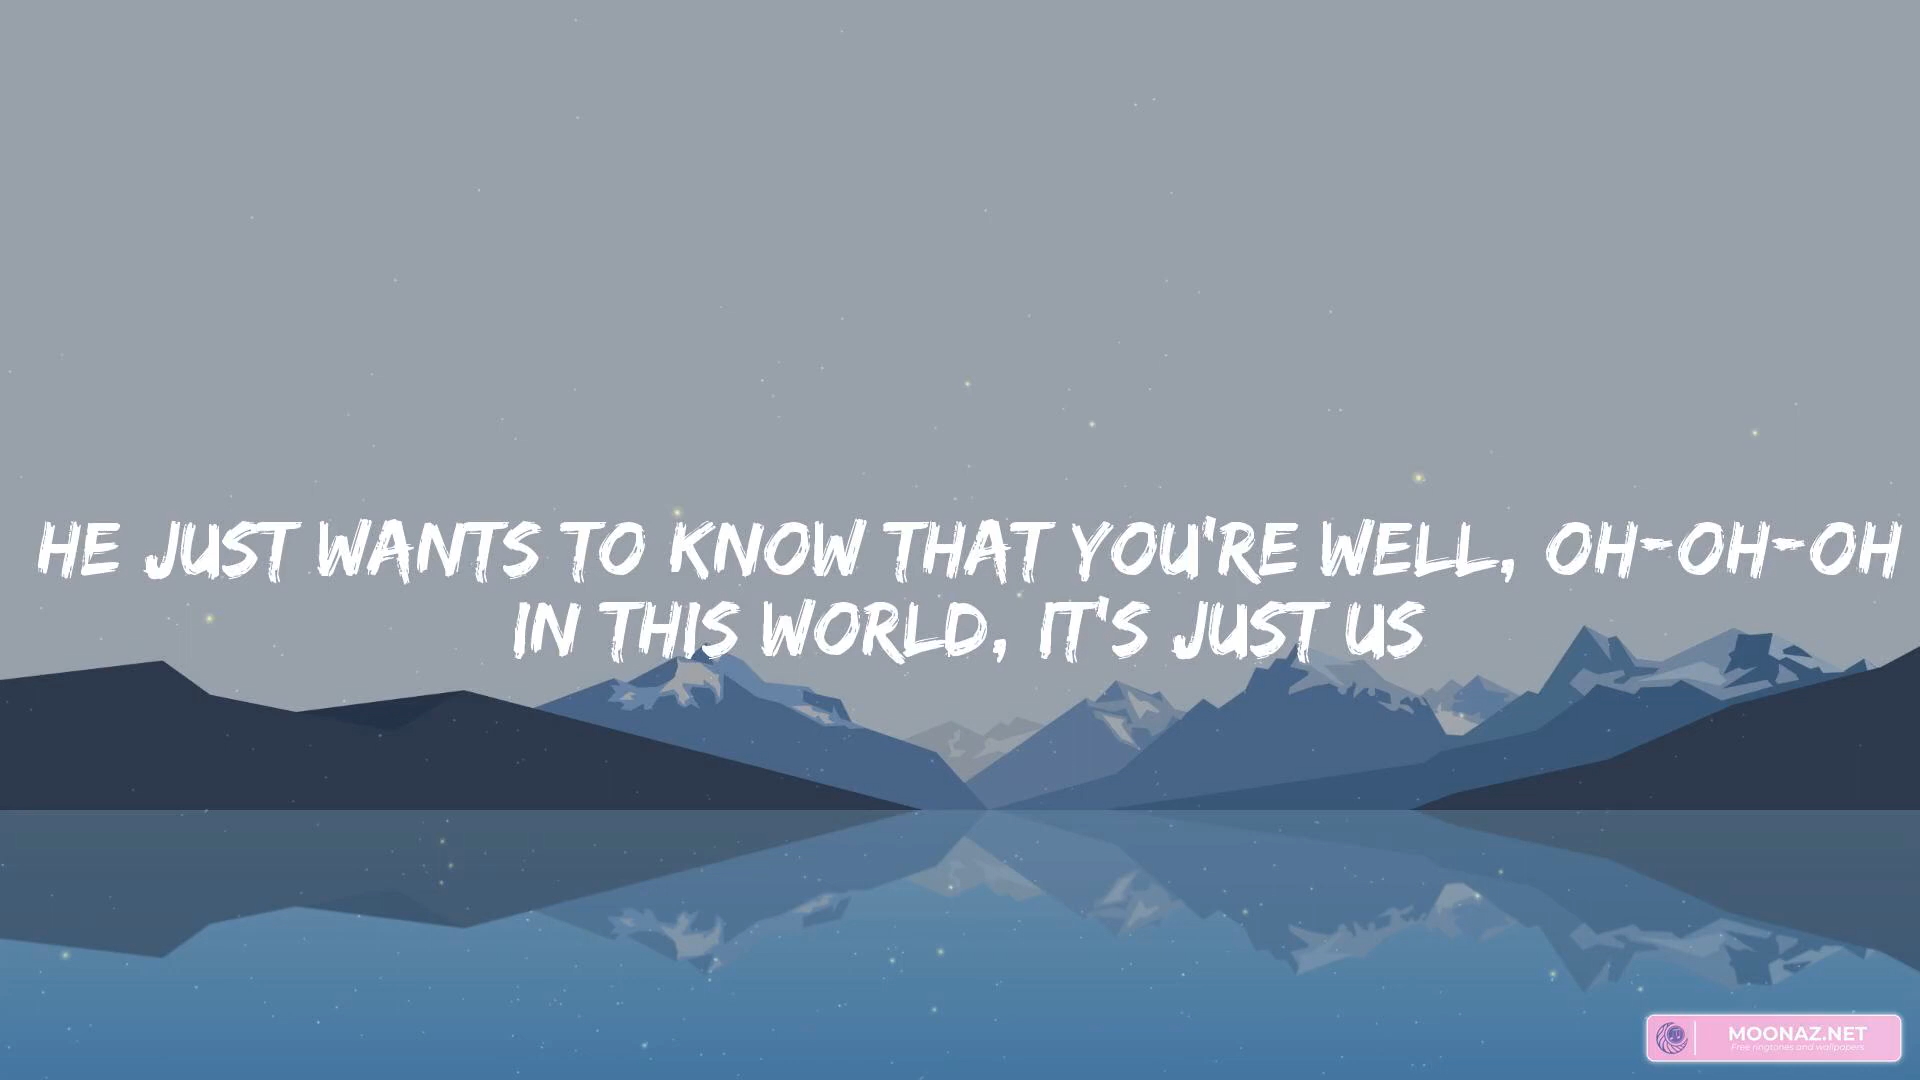 HE JUST WANTS TO KNOW THAT YOU'RE WELL, OH-OH-OH
IN THIS WORLD, IT'S JUST US
MOONAZ.NET
Free ringtones and wallpapers